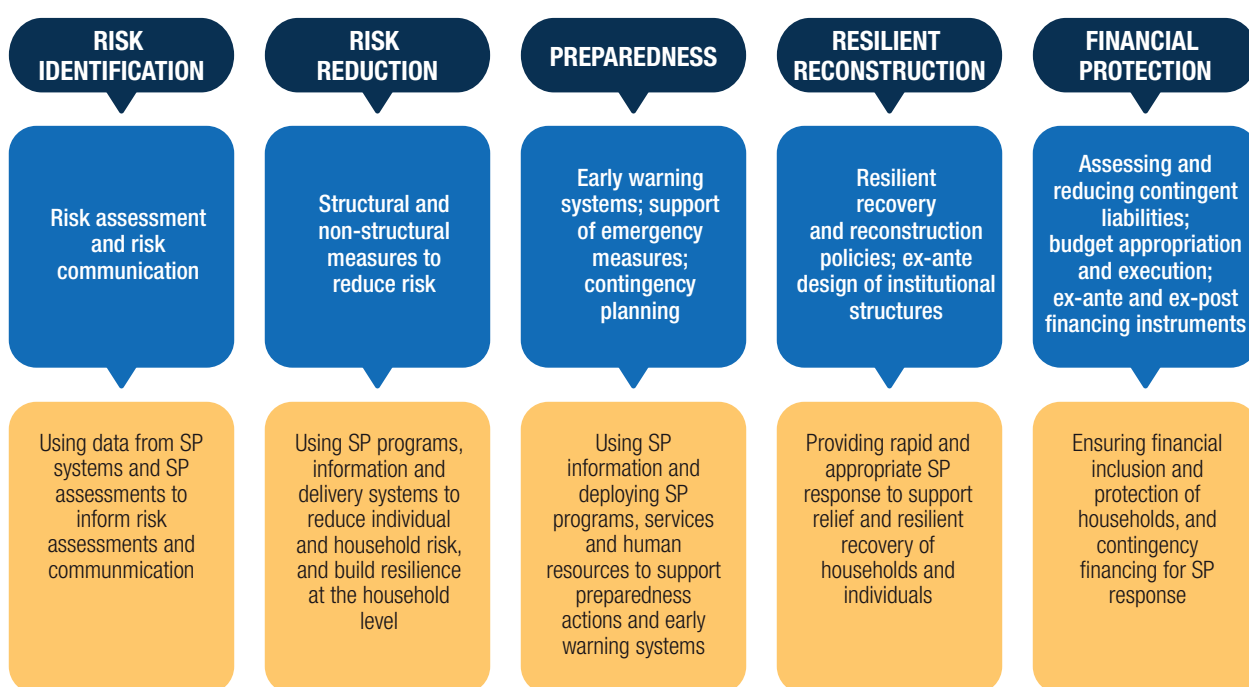 RISK
IDENTIFICATION
Risk assessment
and risk
communication
Using data from SP
systems and SP
assessments to
inform risk
assessments and
communmication
RISK
REDUCTION
Structural and
non-structural
measures to
reduce risk
Using SP programs,
information and
delivery systems to
reduce individual
and household risk,
and build resilience
at the household
level
PREPAREDNESS
Early warning
systems; support
of emergency
measures;
contingency
planning
Using SP
information and
deploying SP
programs, services
and human
resources to support
preparedness
actions and early
warning systems
RESILIENT
RECONSTRUCTION
Resilient
recovery
and reconstruction
policies; ex-ante
design of institutional
structures
Providing rapid and
appropriate SP
response to support
relief and resilient
recovery of
households and
individuals
FINANCIAL
PROTECTION
Assessing and
reducing contingent
liabilities;
budget appropriation
and execution;
ex-ante and ex-post
financing instruments
Ensuring financial
inclusion and
protection of
households, and
contingency
financing for SP
response